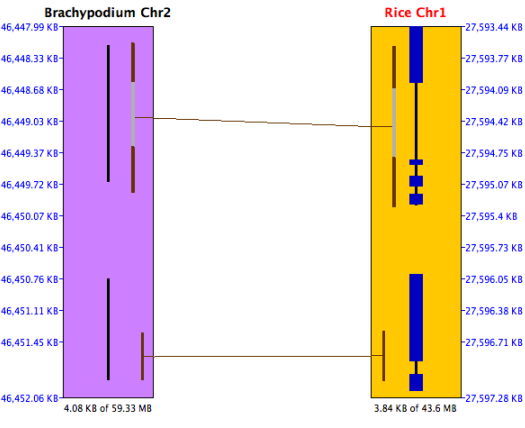 Brachypodium Chr2
Rice Chr1
46,447.99 KB
27,593.44 KB
46,448.33 KB
27,593.77 KB
46,448.68 KB
27,594.09 KB
46,449.03 KB
27,594.42 KB
46,449.37 KB
27,594.75 KB
46,449.72 KB
27,595.07 KB
46,450.07 KB
27,595.4 KB
46,450.41 KB
27,595.73 KB
46,450.76 KB
27,596.05 KB
46,451.11 KB
27,596.38 KB
46,451.45 KB
27,596.71 KB
46,452.06 KB
27,597.28 KB
4.08 KB of 59.33 MB
3.84 KB of 43.6 MB